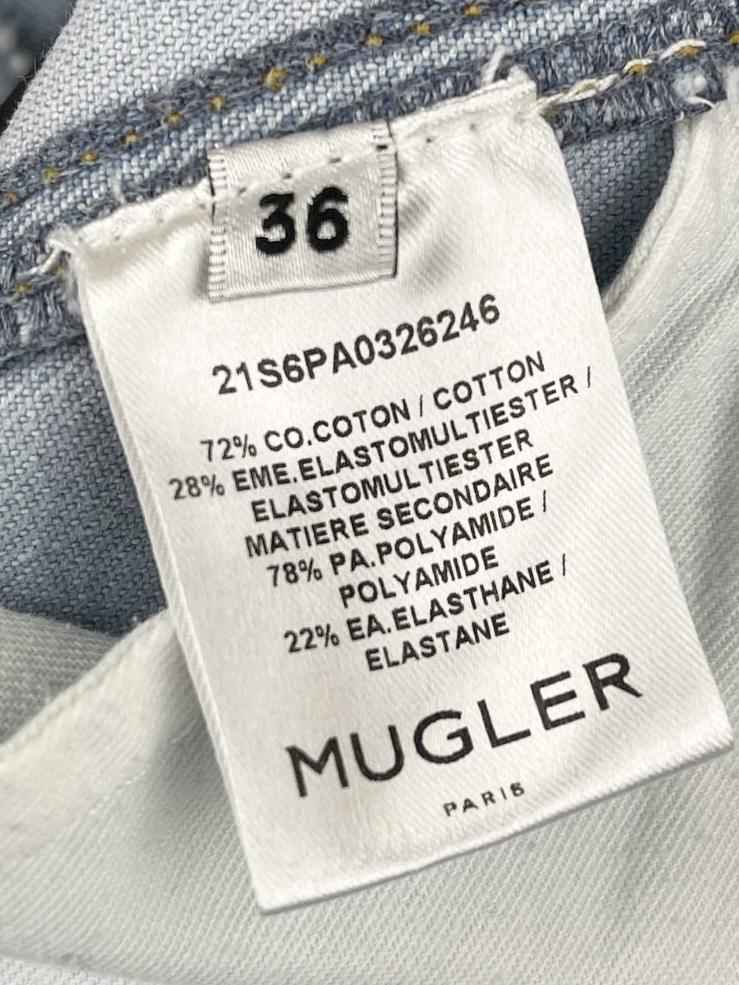 36
21S6PA0326246
72% CO.COTON / COTTON
28% EME.ELASTOMULTIESTER /
ELASTOMULTIESTER
MATIERE SECONDAIRE
78% PA.POLYAMIDE /
POLYAMIDE
22% EA.ELASTHANE /
ELASTANE
MUGLER
PARIS